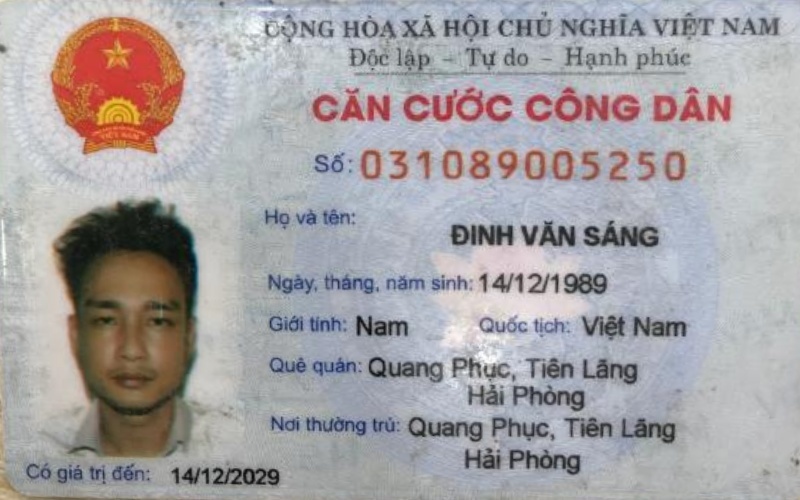 CỘNG HÒA XÃ HỘI CHỦ NGHĨA VIỆT NAM
Độc lập - Tự do - Hạnh phúc
CĂN CƯỚC CÔNG DÂN
Số: 031089005250
Họ và tên:
ĐINH VĂN SÁNG
Ngày, tháng, năm sinh: 14/12/1989
Giới tính: Nam Quốc tịch: Việt Nam
Quê quán: Quang Phục, Tiên Lãng
Hải Phòng
Nơi thường trú: Quang Phục, Tiên Lãng
Hải Phòng
Có giá trị đến: 14/12/2029